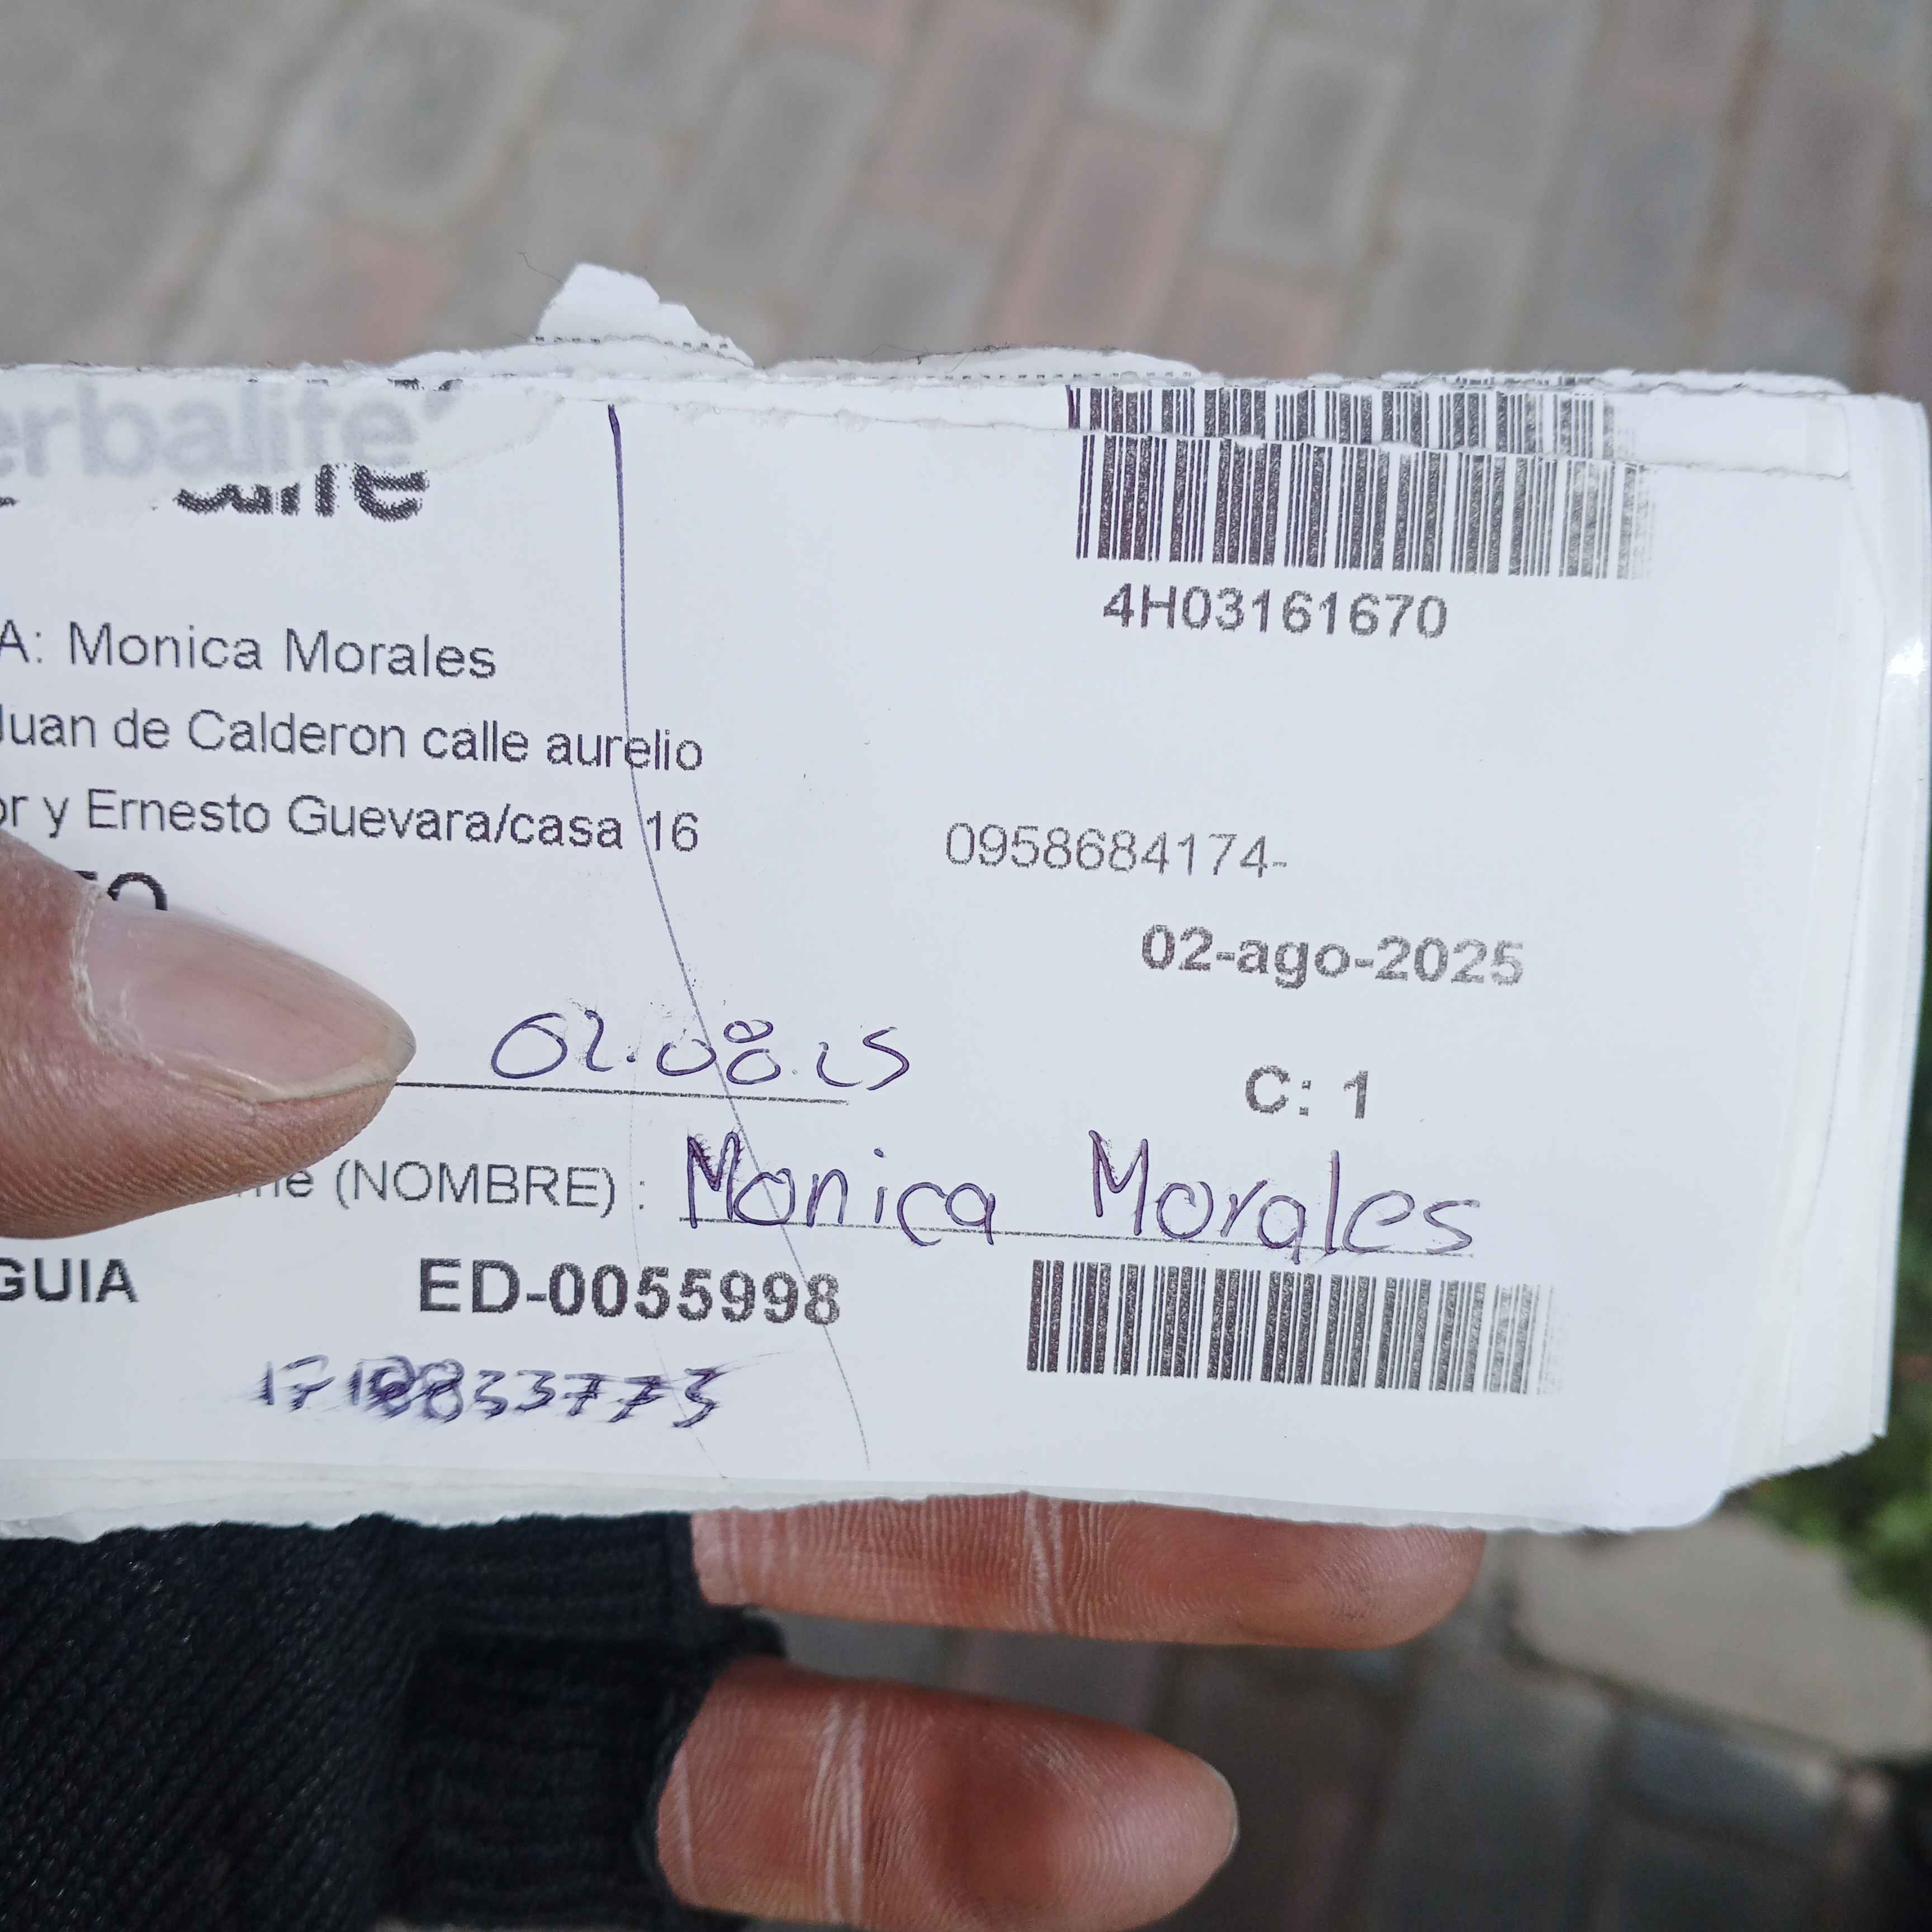 erbalife
4H03161670
A: Monica Morales
Juan de Calderon calle aurelio
or y Ernesto Guevara/casa 16
0958684174-
02-ago-2025
02.08.25
C: 1
(NOMBRE) : Monica Morales
GUIA ED-0055998